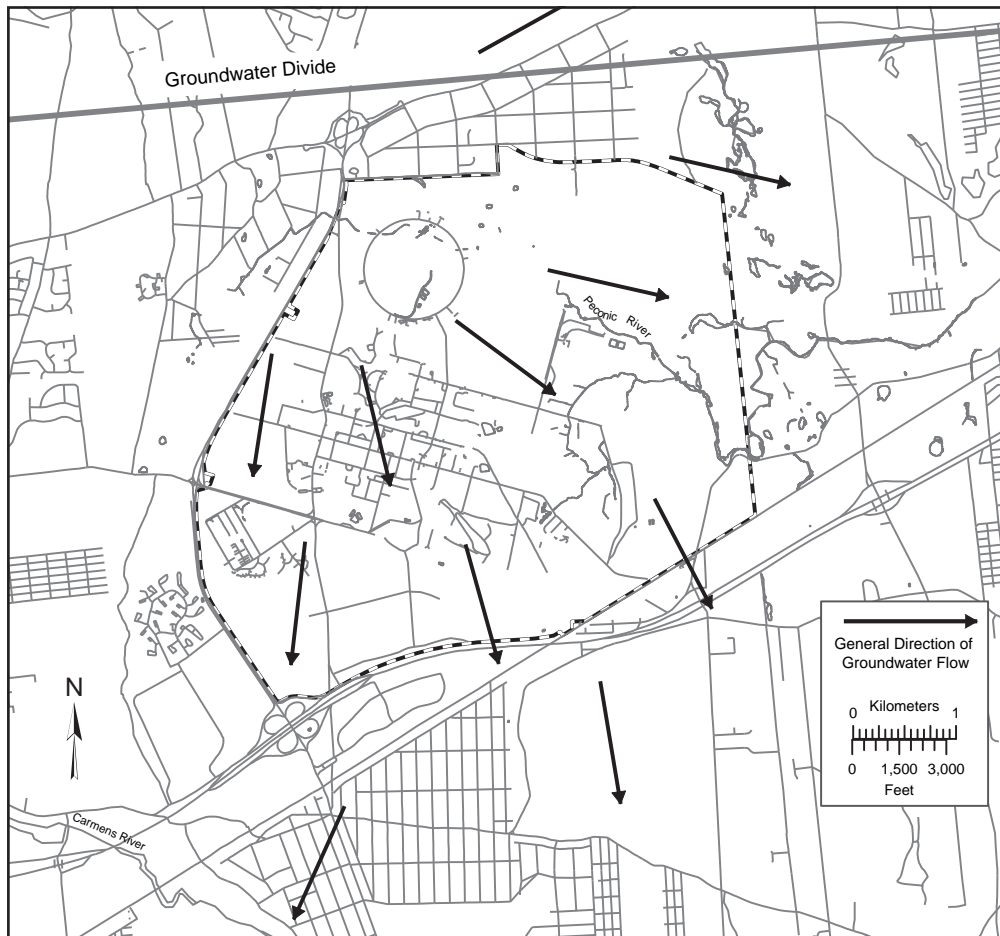 Groundwater Divide
Peconic River
N
Carmens River
General Direction of
Groundwater Flow
Kilometers
0 1
0 1,500 3,000
Feet